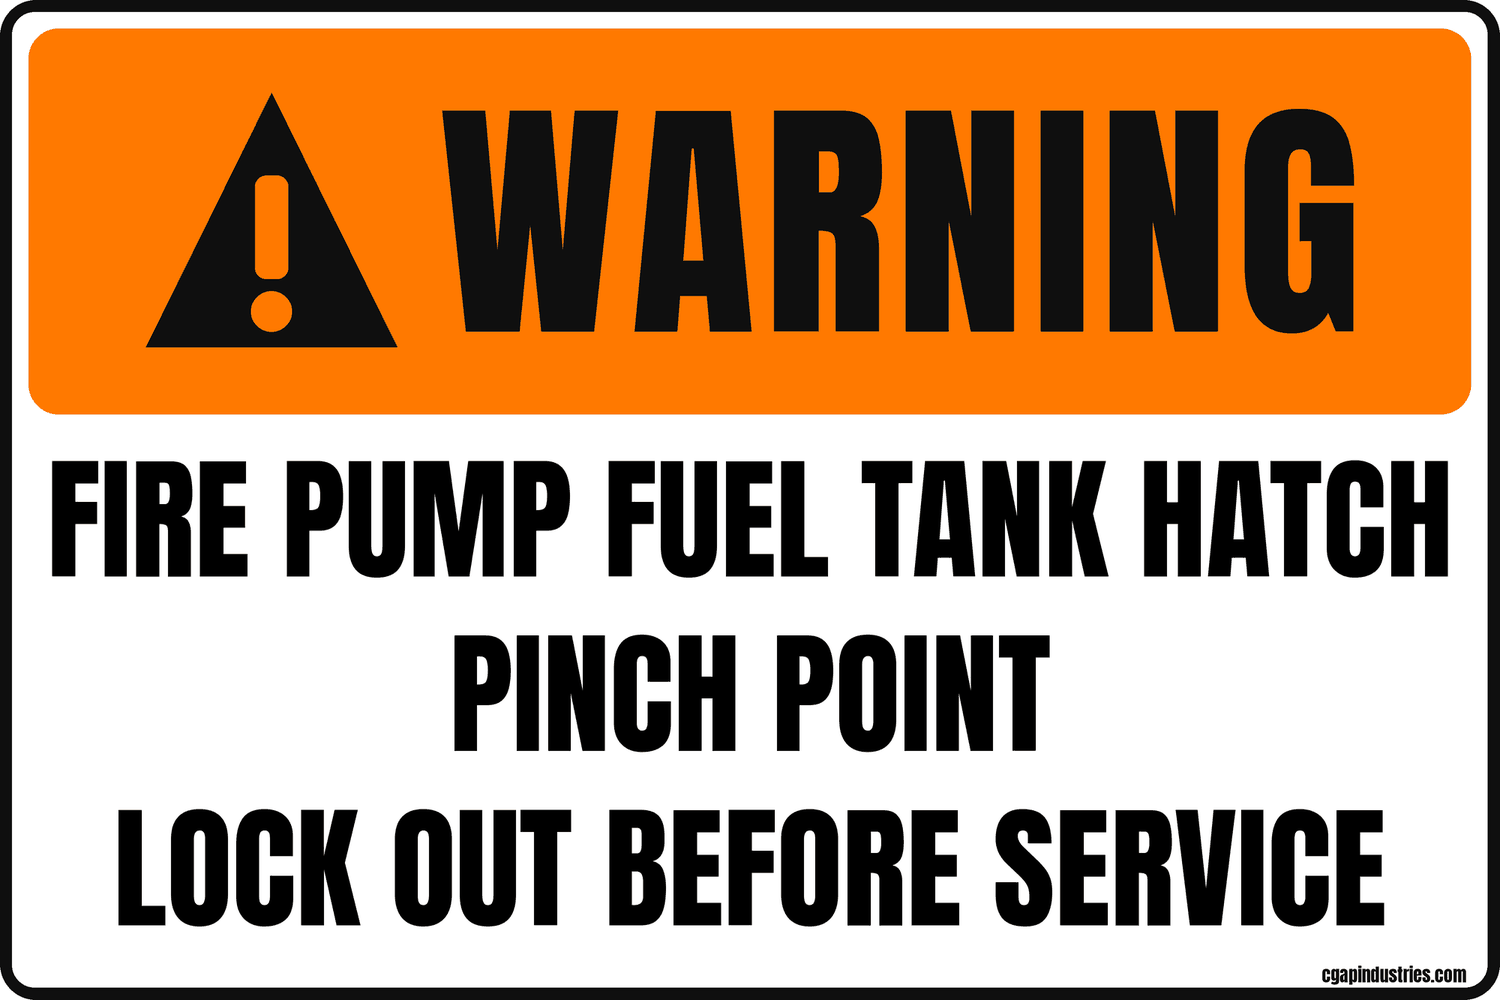 WARNING
FIRE PUMP FUEL TANK HATCH
PINCH POINT
LOCK OUT BEFORE SERVICE
cgapindustries.com